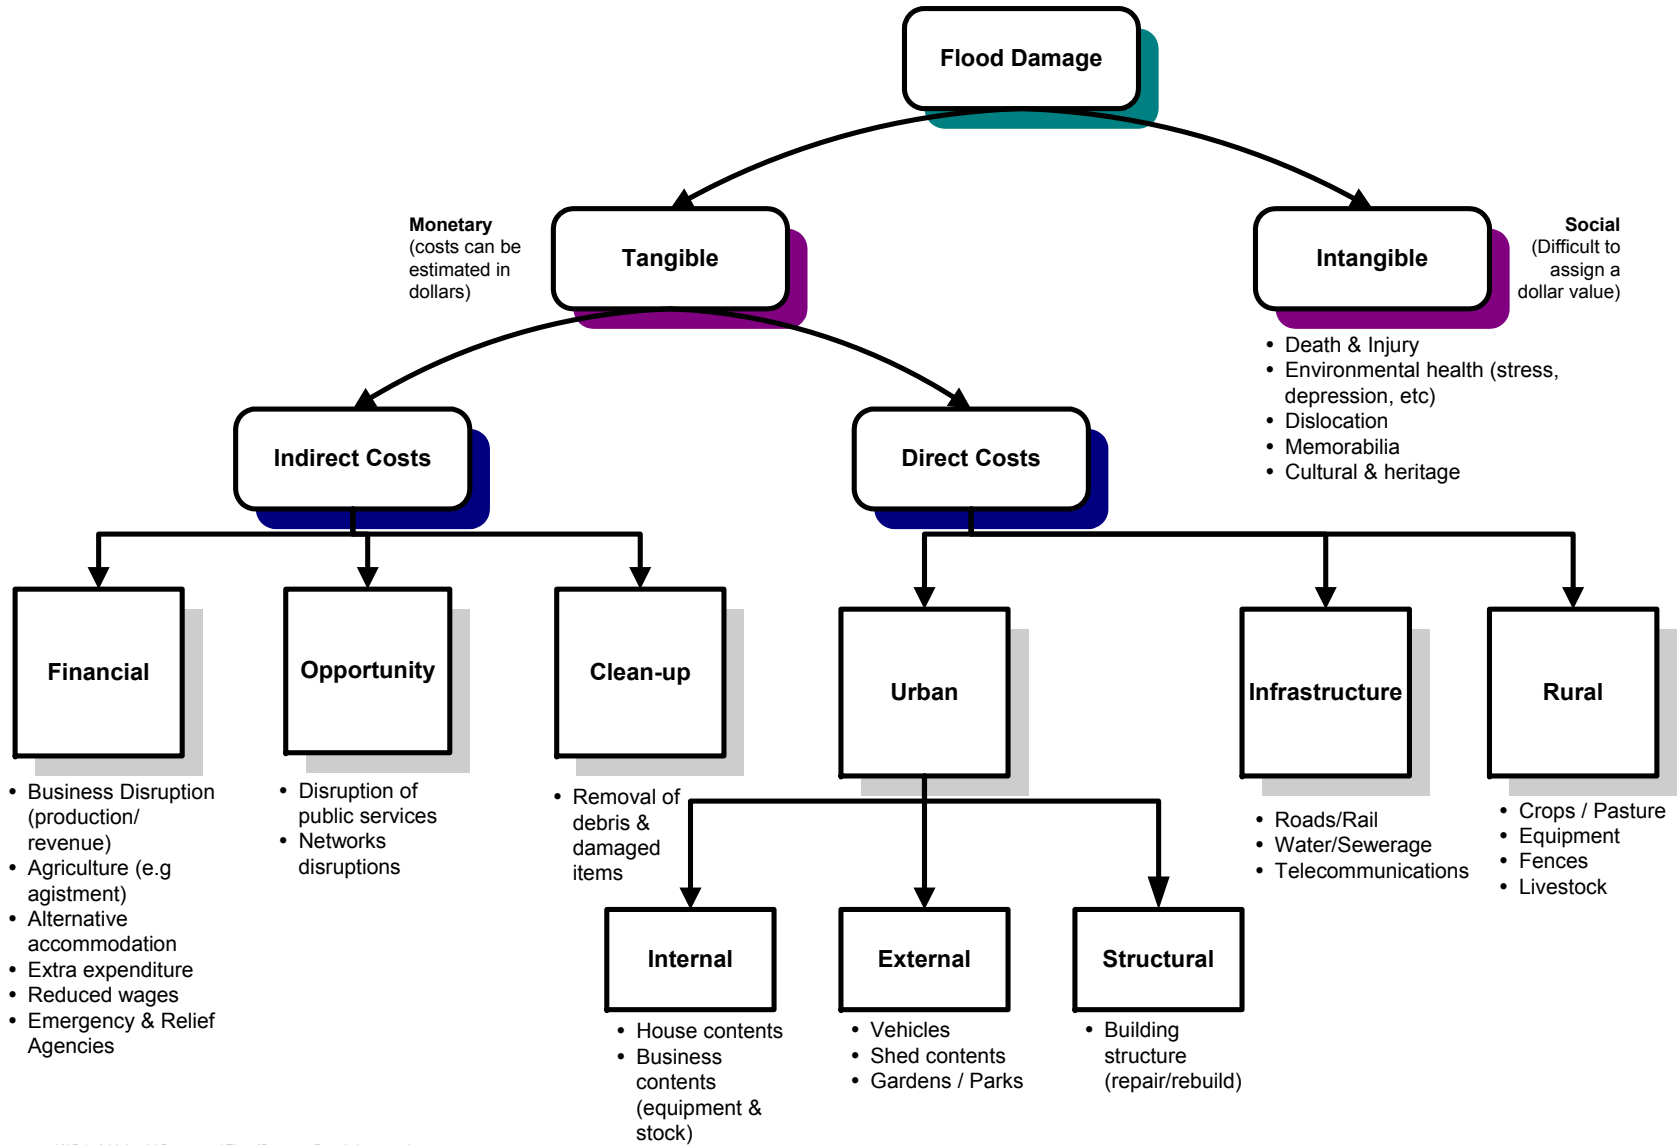 Flood Damage
Monetary
(costs can be
estimated in
dollars)
Tangible
Intangible
Social
(Difficult to
assign a
dollar value)
• Death & Injury
• Environmental health (stress,
depression, etc)
• Dislocation
• Memorabilia
• Cultural & heritage
Indirect Costs
Direct Costs
Financial
Opportunity
Clean-up
Urban
Infrastructure
Rural
• Business Disruption
(production/
revenue)
• Agriculture (e.g
agistment)
• Alternative
accommodation
• Extra expenditure
• Reduced wages
• Emergency & Relief
Agencies
• Disruption of
public services
• Networks
disruptions
• Removal of
debris &
damaged
items
• Roads/Rail
• Water/Sewerage
• Telecommunications
• Crops / Pasture
• Equipment
• Fences
• Livestock
Internal
External
Structural
• House contents
• Business
contents
(equipment &
stock)
• Vehicles
• Shed contents
• Gardens / Parks
• Building
structure
(repair/rebuild)